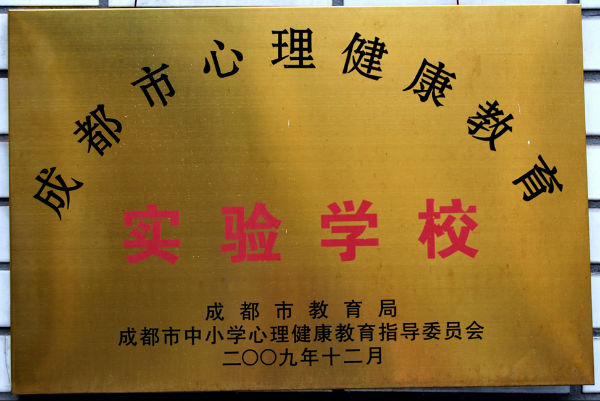 成都市心理健康教育
实验学校
成都市教育局
成都市中小学心理健康教育指导委员会
二〇〇九年十二月